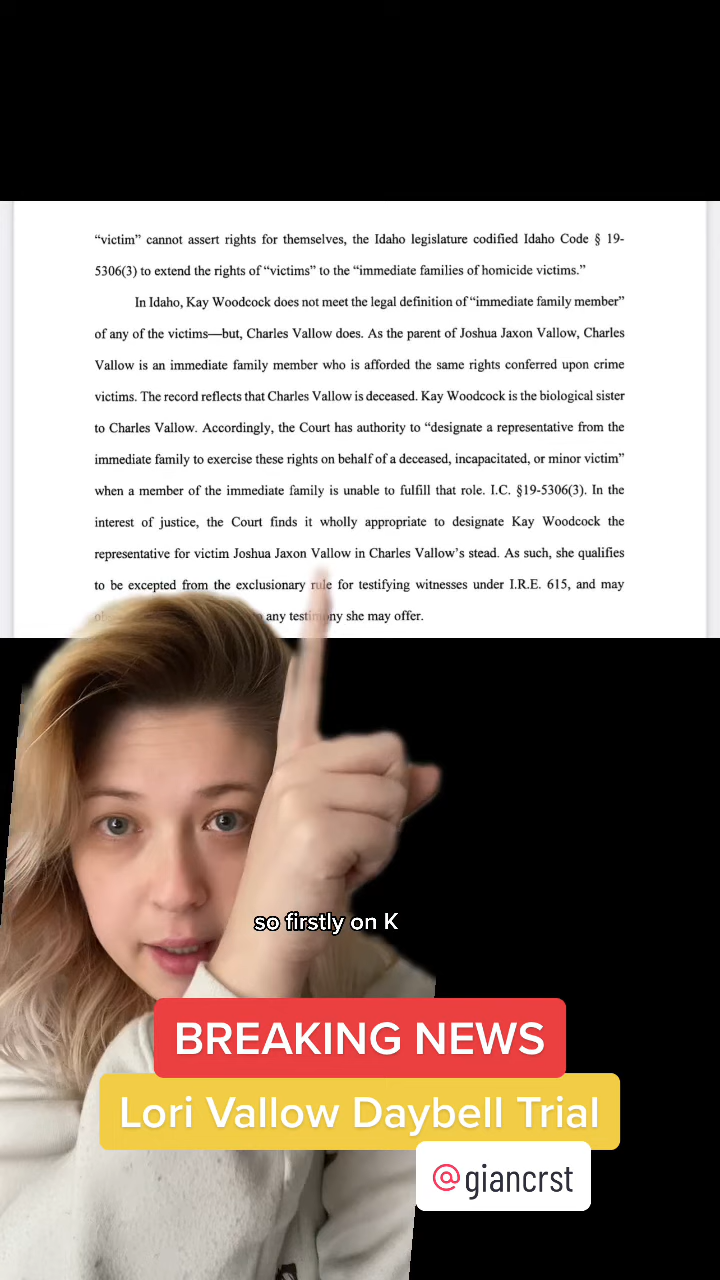 “victim” cannot assert rights for themselves, the Idaho legislature codified Idaho Code § 19-
5306(3) to extend the rights of “victims” to the “immediate families of homicide victims.”
In Idaho, Kay Woodcock does not meet the legal definition of “immediate family member”
of any of the victims—but, Charles Vallow does. As the parent of Joshua Jaxon Vallow, Charles
Vallow is an immediate family member who is afforded the same rights conferred upon crime
victims. The record reflects that Charles Vallow is deceased. Kay Woodcock is the biological sister
to Charles Vallow. Accordingly, the Court has authority to “designate a representative from the
immediate family to exercise these rights on behalf of a deceased, incapacitated, or minor victim”
when a member of the immediate family is unable to fulfill that role. I.C. §19-5306(3). In the
interest of justice, the Court finds it wholly appropriate to designate Kay Woodcock the
representative for victim Joshua Jaxon Vallow in Charles Vallow’s stead. As such, she qualifies
to be excepted from the exclusionary rule for testifying witnesses under I.R.E. 615, and may
any testimony she may offer.
so firstly on K
BREAKING NEWS
Lori Vallow Daybell Trial
@giancrst